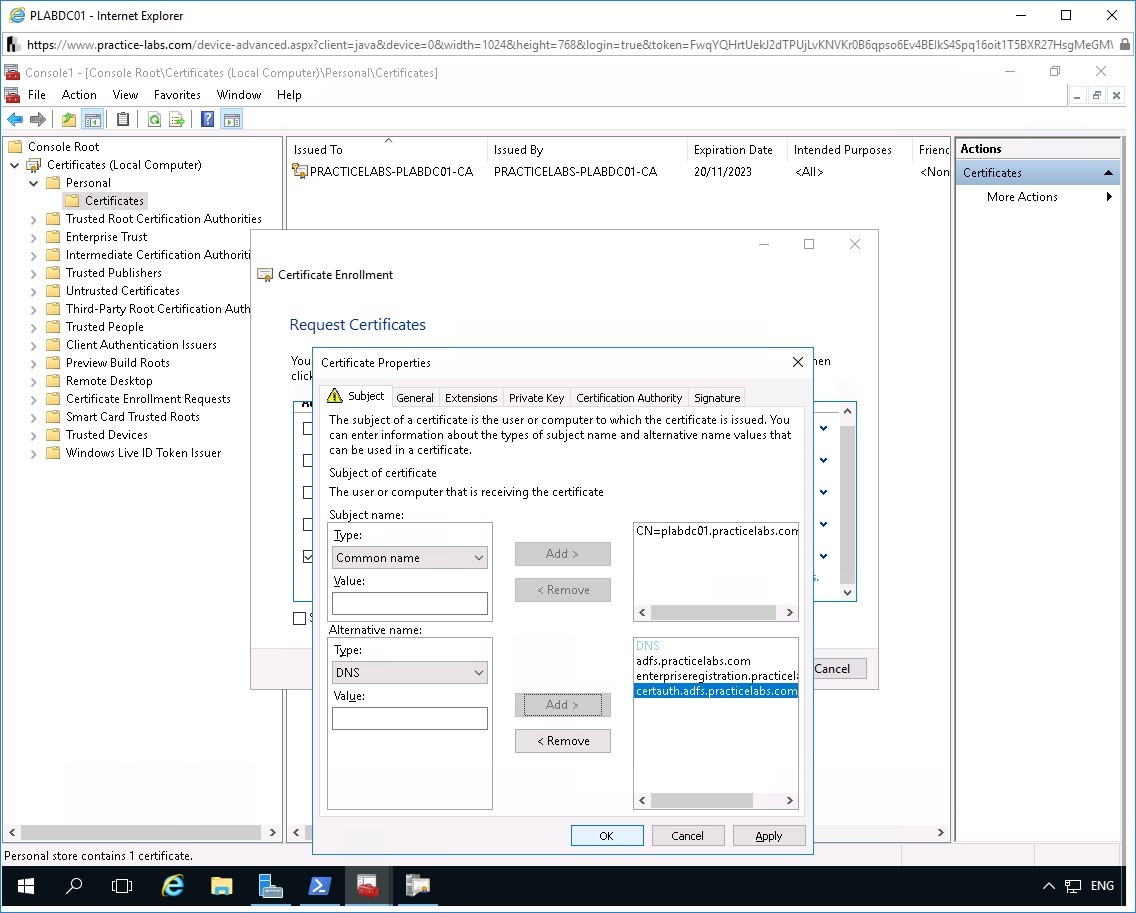 PLABDC01 - Internet Explorer
https://www.practice-labs.com/device-advanced.aspx?client=java&device=0&width=1024&height=768&login=true&token=
Console1 - [Console Root\Certificates (Local Computer)\Personal\Certificates]
File Action View Favorites Window Help
Console Root
Certificates (Local Computer)
Personal
Certificates
Trusted Root Certification Authorities
Enterprise Trust
Intermediate Certification Authoriti
Trusted Publishers
Untrusted Certificates
Third-Party Root Certification Auth
Trusted People
Client Authentication Issuers
Preview Build Roots
Remote Desktop
Certificate Enrollment Requests
Smart Card Trusted Roots
Trusted Devices
Windows Live ID Token Issuer
Issued To Issued By Expiration Date Intended Purposes Frienc
PRACTICELABS-PLABDC01-CA PRACTICELABS-PLABDC01-CA 20/11/2023 <All> <Non
Actions
Certificates
More Actions
Certificate Enrollment
Request Certificates
You
click
Certificate Properties
Subject General Extensions Private Key Certification Authority Signature
The subject of a certificate is the user or computer to which the certificate is issued. You
can enter information about the types of subject name and alternative name values that
can be used in a certificate.
Subject of certificate
The user or computer that is receiving the certificate
Subject name:
Type:
Common name
Value:
Add >
< Remove
CN=plabdc01.practicelabs.com
Alternative name:
Type:
DNS
Value:
Add >
< Remove
DNS
adfs.practicelabs.com
enterpriseregistration.practicela
certauth.adfs.practicelabs.com
OK Cancel Apply
Cancel
Personal store contains 1 certificate.
ENG